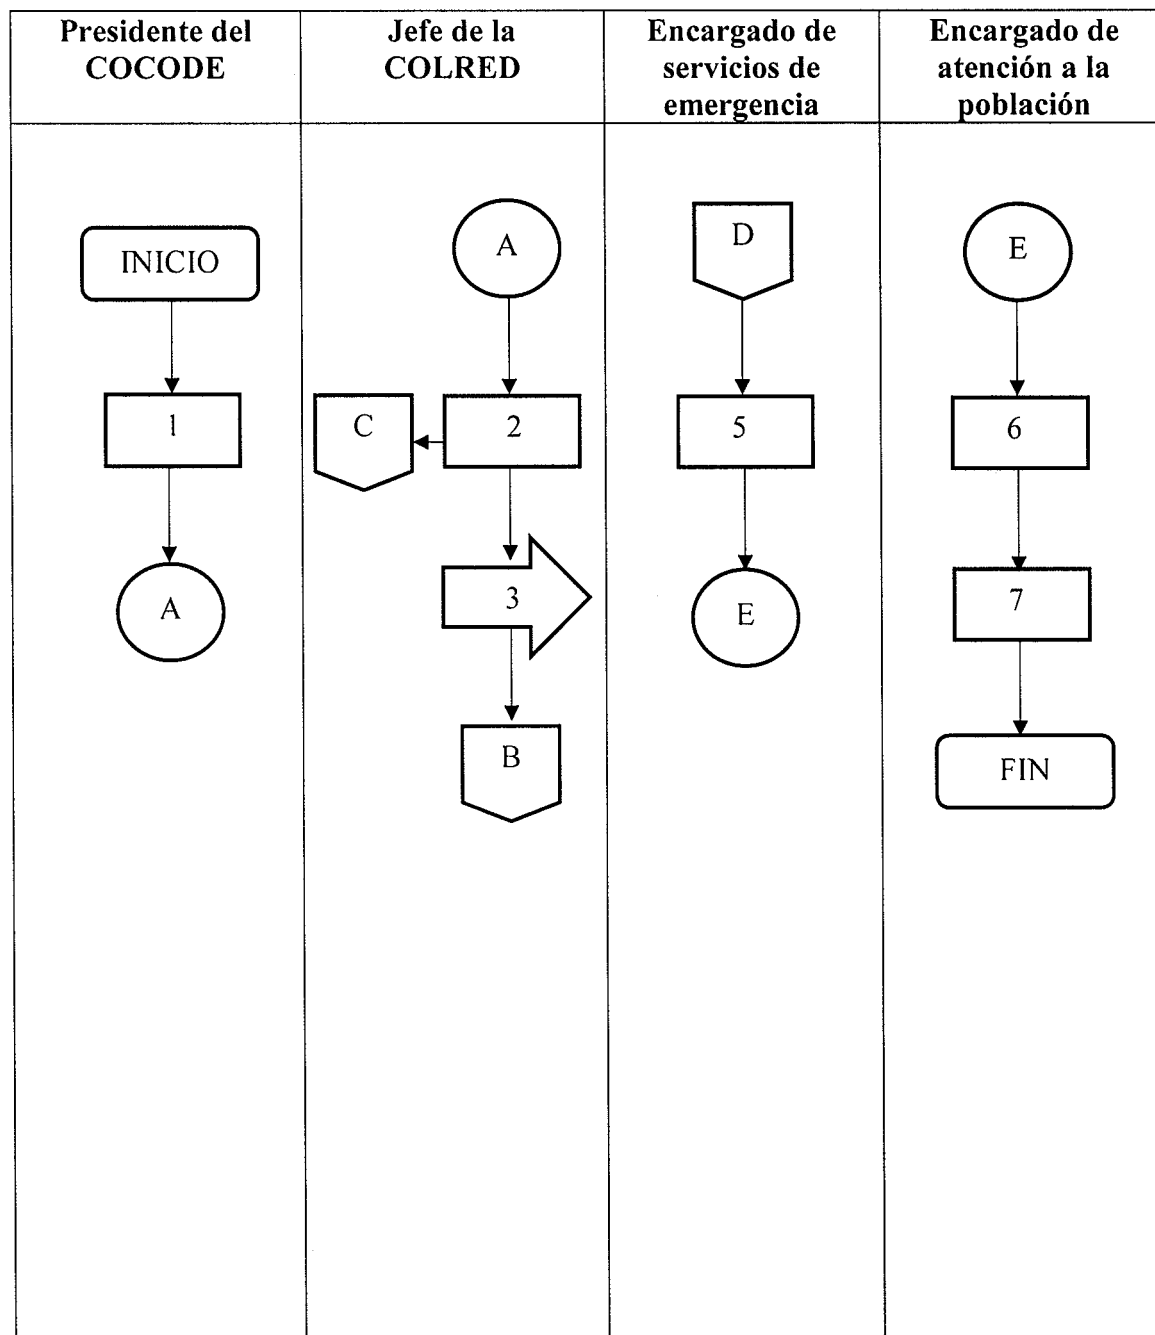 Presidente del
COCODE
Jefe de la
COLRED
Encargado de
servicios de
emergencia
Encargado de
atención a la
población
INICIO
1
A
A
2
C
3
B
D
5
E
E
6
7
FIN